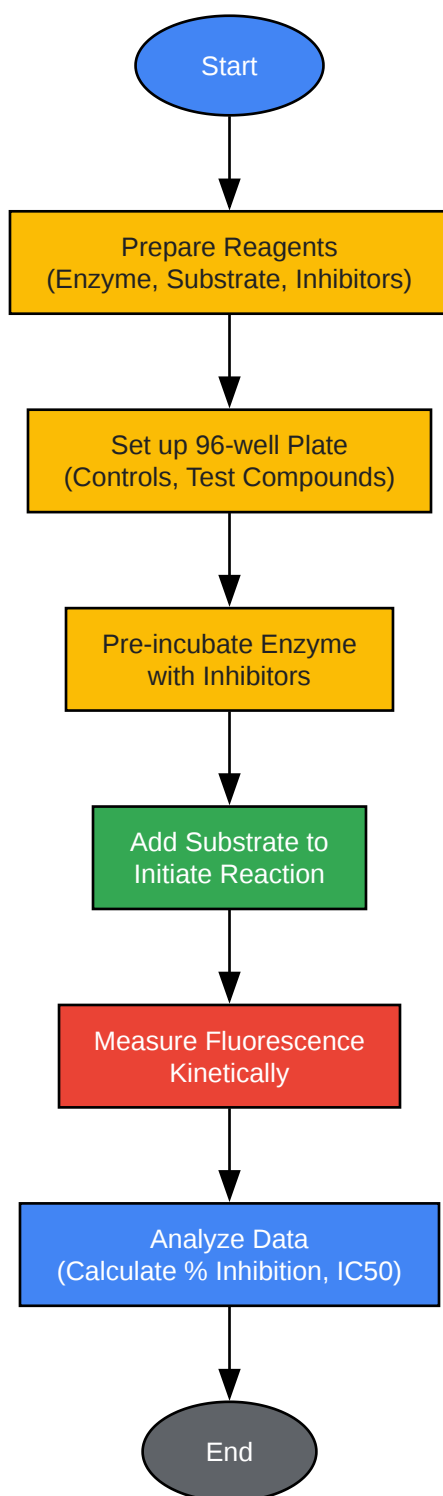 Start
Prepare Reagents
(Enzyme, Substrate, Inhibitors)
Set up 96-well Plate
(Controls, Test Compounds)
Pre-incubate Enzyme
with Inhibitors
Add Substrate to
Initiate Reaction
Measure Fluorescence
Kinetically
Analyze Data
(Calculate % Inhibition, IC50)
End